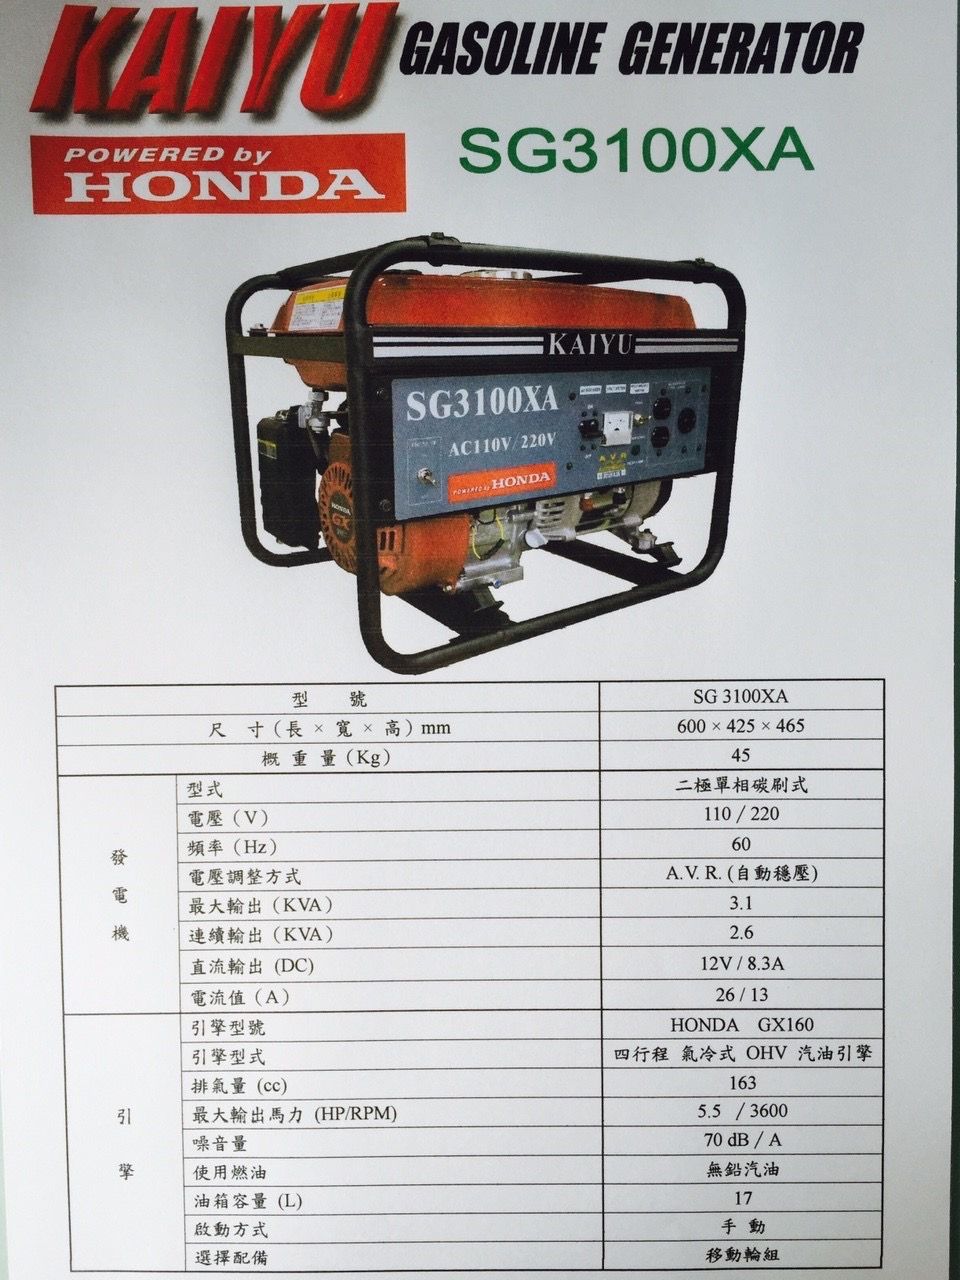 KAIYU GASOLINE GENERATOR
POWERED by
HONDA
SG3100XA
KAIYU
SG3100XA
AC110V/220V
POWERED by HONDA
A.V.R
HONDA
GX
型 號 SG 3100XA
尺 寸(長 × 寬 × 高) mm 600 × 425 × 465
概 重 量 (Kg) 45
發電機
型式 二極單相碳刷式
電壓 (V) 110 / 220
頻率 (Hz) 60
電壓調整方式 A.V. R. (自動穩壓)
最大輸出 (KVA) 3.1
連續輸出 (KVA) 2.6
直流輸出 (DC) 12V / 8.3A
電流值 (A) 26 / 13
引擎
引擎型號 HONDA GX160
引擎型式 四行程 氣冷式 OHV 汽油引擎
排氣量 (cc) 163
最大輸出馬力 (HP/RPM) 5.5 / 3600
噪音量 70 dB / A
使用燃油 無鉛汽油
油箱容量 (L) 17
啟動方式 手 動
選擇配備 移動輪組